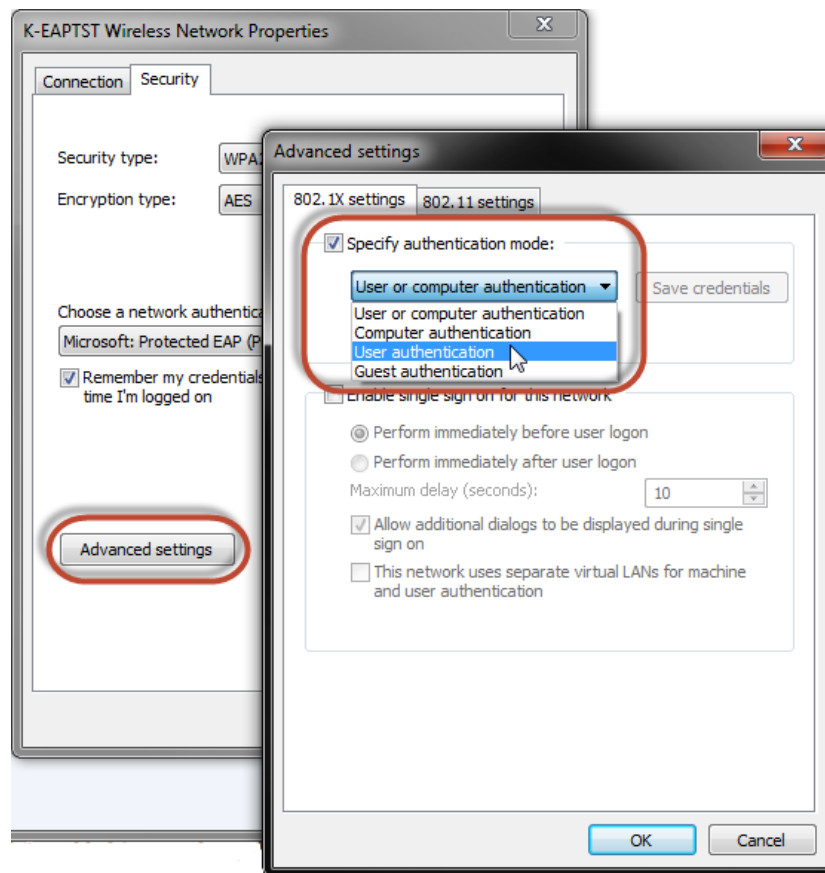 K-EAPTST Wireless Network Properties
Connection
Security
Security type:
WPA2
Encryption type:
AES
Choose a network authentica
Microsoft: Protected EAP (P
Remember my credentials
time I'm logged on
Advanced settings
Advanced settings
802.1X settings
802.11 settings
Specify authentication mode:
User or computer authentication
Save credentials
User or computer authentication
Computer authentication
User authentication
Guest authentication
Enable single sign on for this network
Perform immediately before user logon
Perform immediately after user logon
Maximum delay (seconds):
10
Allow additional dialogs to be displayed during single
sign on
This network uses separate virtual LANs for machine
and user authentication
OK
Cancel